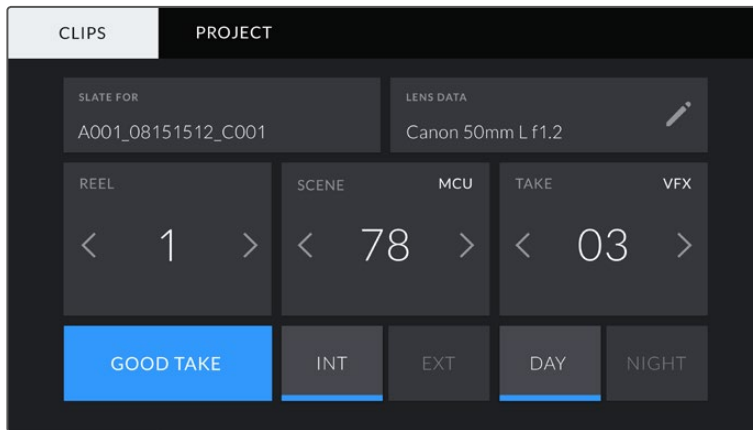 CLIPS PROJECT
SLATE FOR
A001_08151512_C001
LENS DATA
Canon 50mm L f1.2
REEL
1
SCENE MCU
78
TAKE VFX
03
GOOD TAKE
INT
EXT
DAY
NIGHT